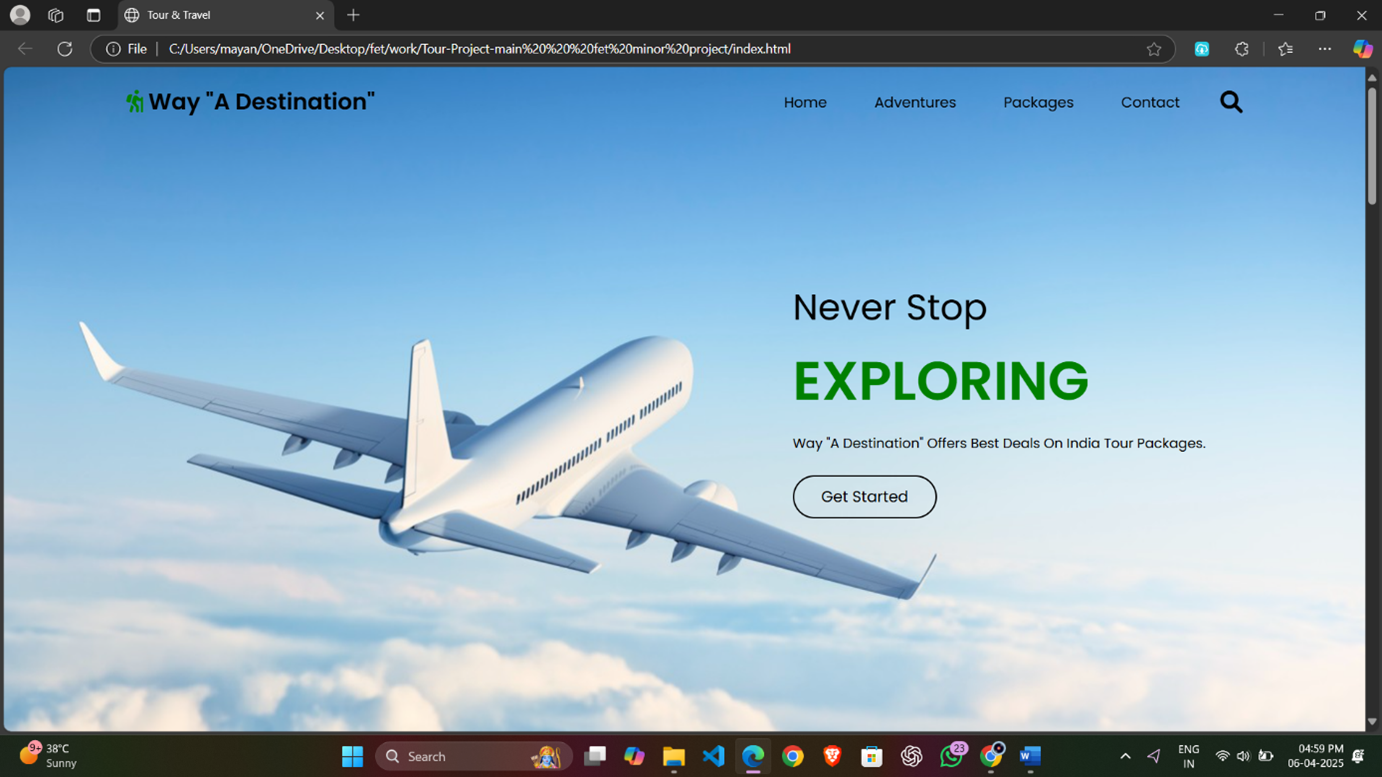 Tour & Travel
File
C:/Users/mayan/OneDrive/Desktop/fet/work/Tour-Project-main%20%20%20fet%20minor%20project/index.html
Way "A Destination"
Home
Adventures
Packages
Contact
Never Stop
EXPLORING
Way "A Destination" Offers Best Deals On India Tour Packages.
Get Started
9+
38°C
Sunny
Search
23
W
ENG
IN
04:59 PM
06-04-2025